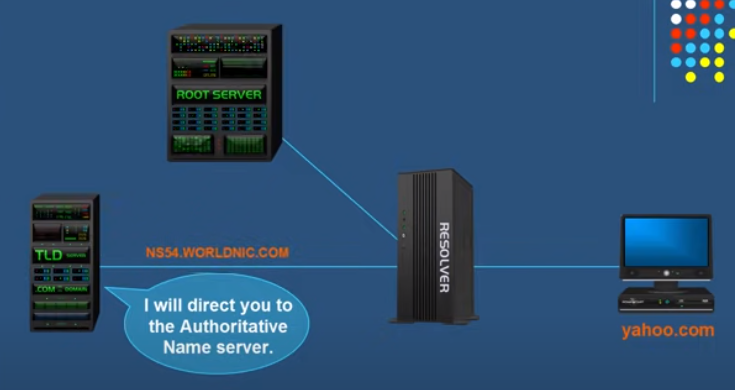 ROOT SERVER
NS54.WORLDNIC.COM
TLD SERVER
.COM DOMAIN
RESOLVER
I will direct you to
the Authoritative
Name server.
yahoo.com